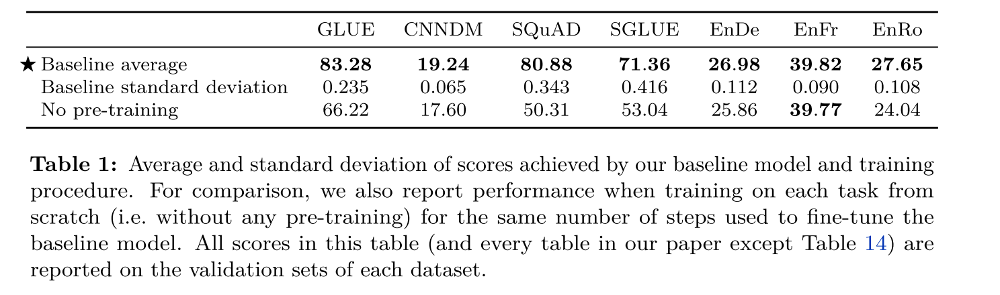 GLUE CNNDM SQuAD SGLUE EnDe EnFr EnRo
★ Baseline average 83.28 19.24 80.88 71.36 26.98 39.82 27.65
Baseline standard deviation 0.235 0.065 0.343 0.416 0.112 0.090 0.108
No pre-training 66.22 17.60 50.31 53.04 25.86 39.77 24.04
Table 1: Average and standard deviation of scores achieved by our baseline model and training
procedure. For comparison, we also report performance when training on each task from
scratch (i.e. without any pre-training) for the same number of steps used to fine-tune the
baseline model. All scores in this table (and every table in our paper except Table 14) are
reported on the validation sets of each dataset.